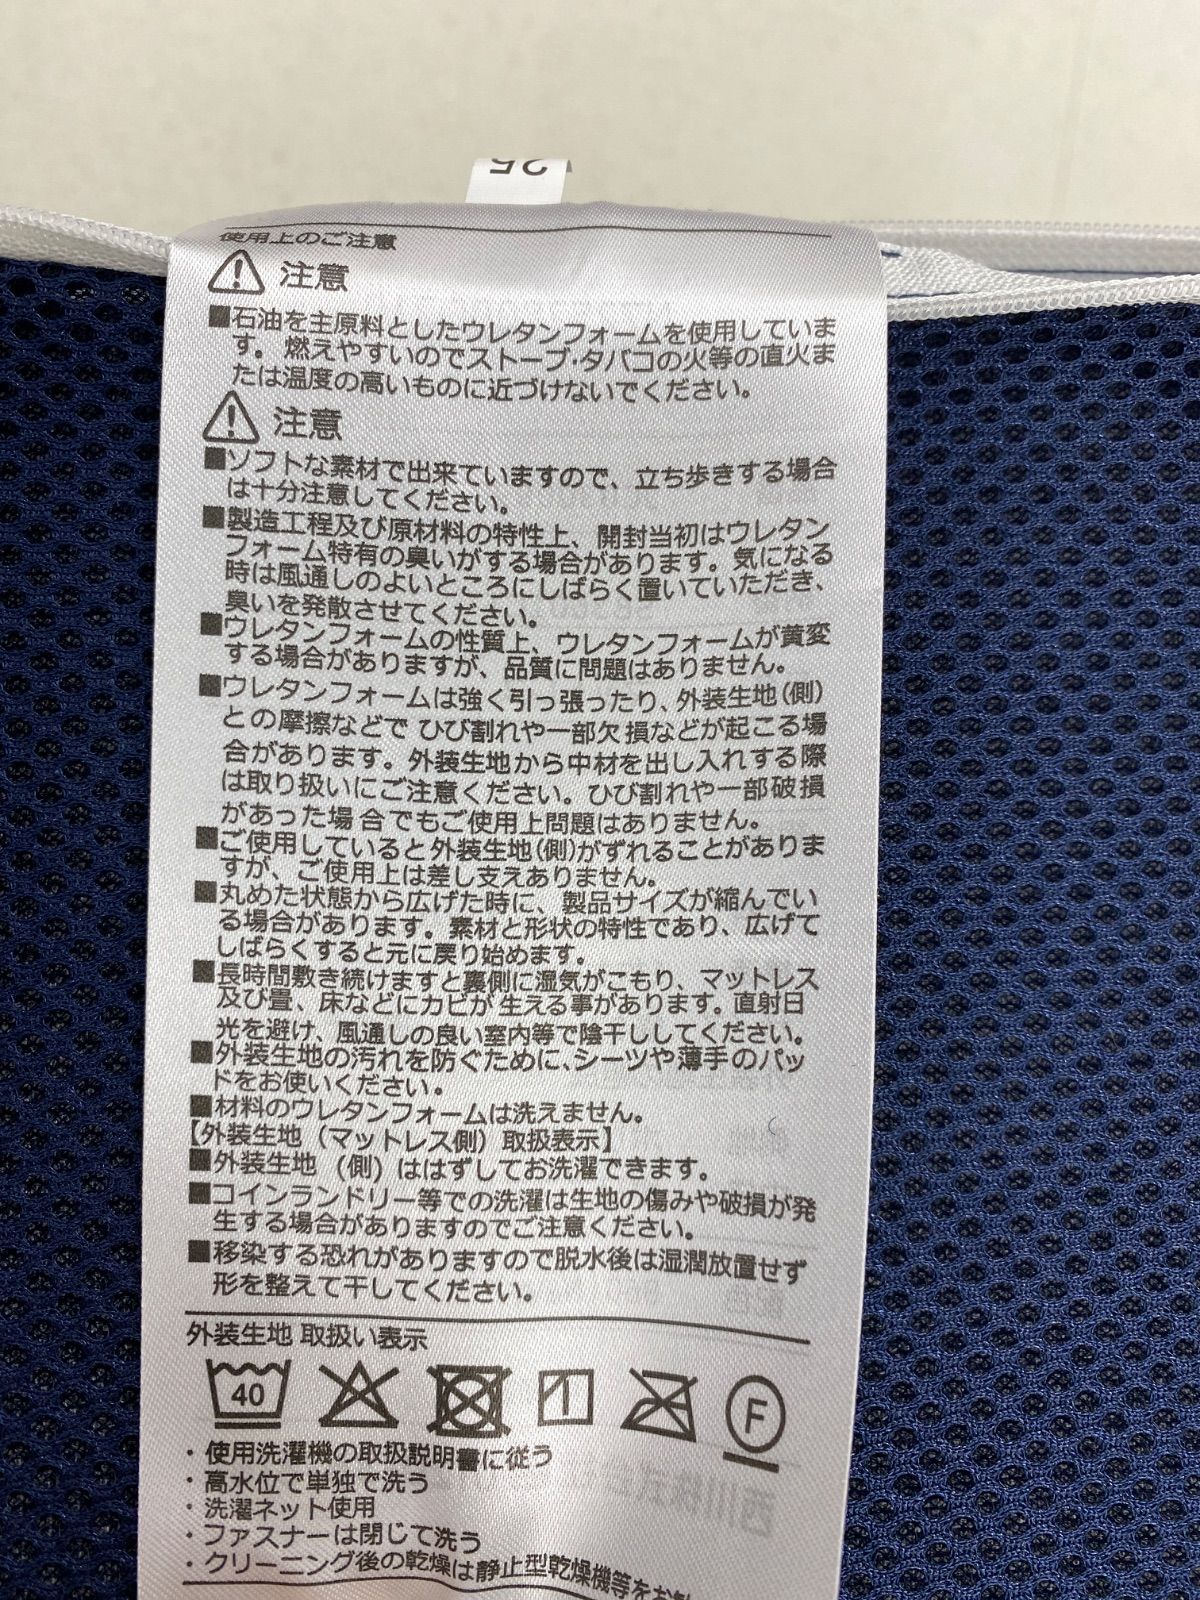 25
使用上のご注意
注意
■石油を主原料としたウレタンフォームを使用していま
す。燃えやすいのでストーブ・タバコの火等の直火ま
たは温度の高いものに近づけないでください。
注意
■ソフトな素材で出来ていますので、立ち歩きする場合
は十分注意してください。
■製造工程及び原材料の特性上、開封当初はウレタン
フォーム特有の臭いがする場合があります。気になる
時は風通しのよいところにしばらく置いていただき、
臭いを発散させてください。
■ウレタンフォームの性質上、ウレタンフォームが黄変
する場合がありますが、品質に問題はありません。
■ウレタンフォームは強く引っ張ったり、外装生地(側)
との摩擦などで ひび割れや一部欠損などが起こる場
合があります。外装生地から中材を出し入れする際
は取り扱いにご注意ください。ひび割れや一部破損
があった場合でもご使用上問題はありません。
■ご使用していると外装生地(側)がずれることがありま
すが、ご使用上は差し支えありません。
■丸めた状態から広げた時に、製品サイズが縮んでい
る場合があります。素材と形状の特性であり、広げて
しばらくすると元に戻り始めます。
■長時間敷き続けますと裏側に湿気がこもり、マットレス
及び畳、床などにカビが生える事があります。直射日
光を避け、風通しの良い室内等で陰干ししてください。
■外装生地の汚れを防ぐために、シーツや薄手のパッ
ドをお使いください。
■材料のウレタンフォームは洗えません。
【外装生地（マットレス側）取扱表示】
■外装生地 (側) ははずしてお洗濯できます。
■コインランドリー等での洗濯は生地の傷みや破損が発
生する場合がありますのでご注意ください。
■移染する恐れがありますので脱水後は湿潤放置せず
形を整えて干してください。
外装生地 取扱い表示
40 F
・使用洗濯機の取扱説明書に従う
・高水位で単独で洗う
・洗濯ネット使用
・ファスナーは閉じて洗う
・クリーニング後の乾燥は静止型乾燥機等をお